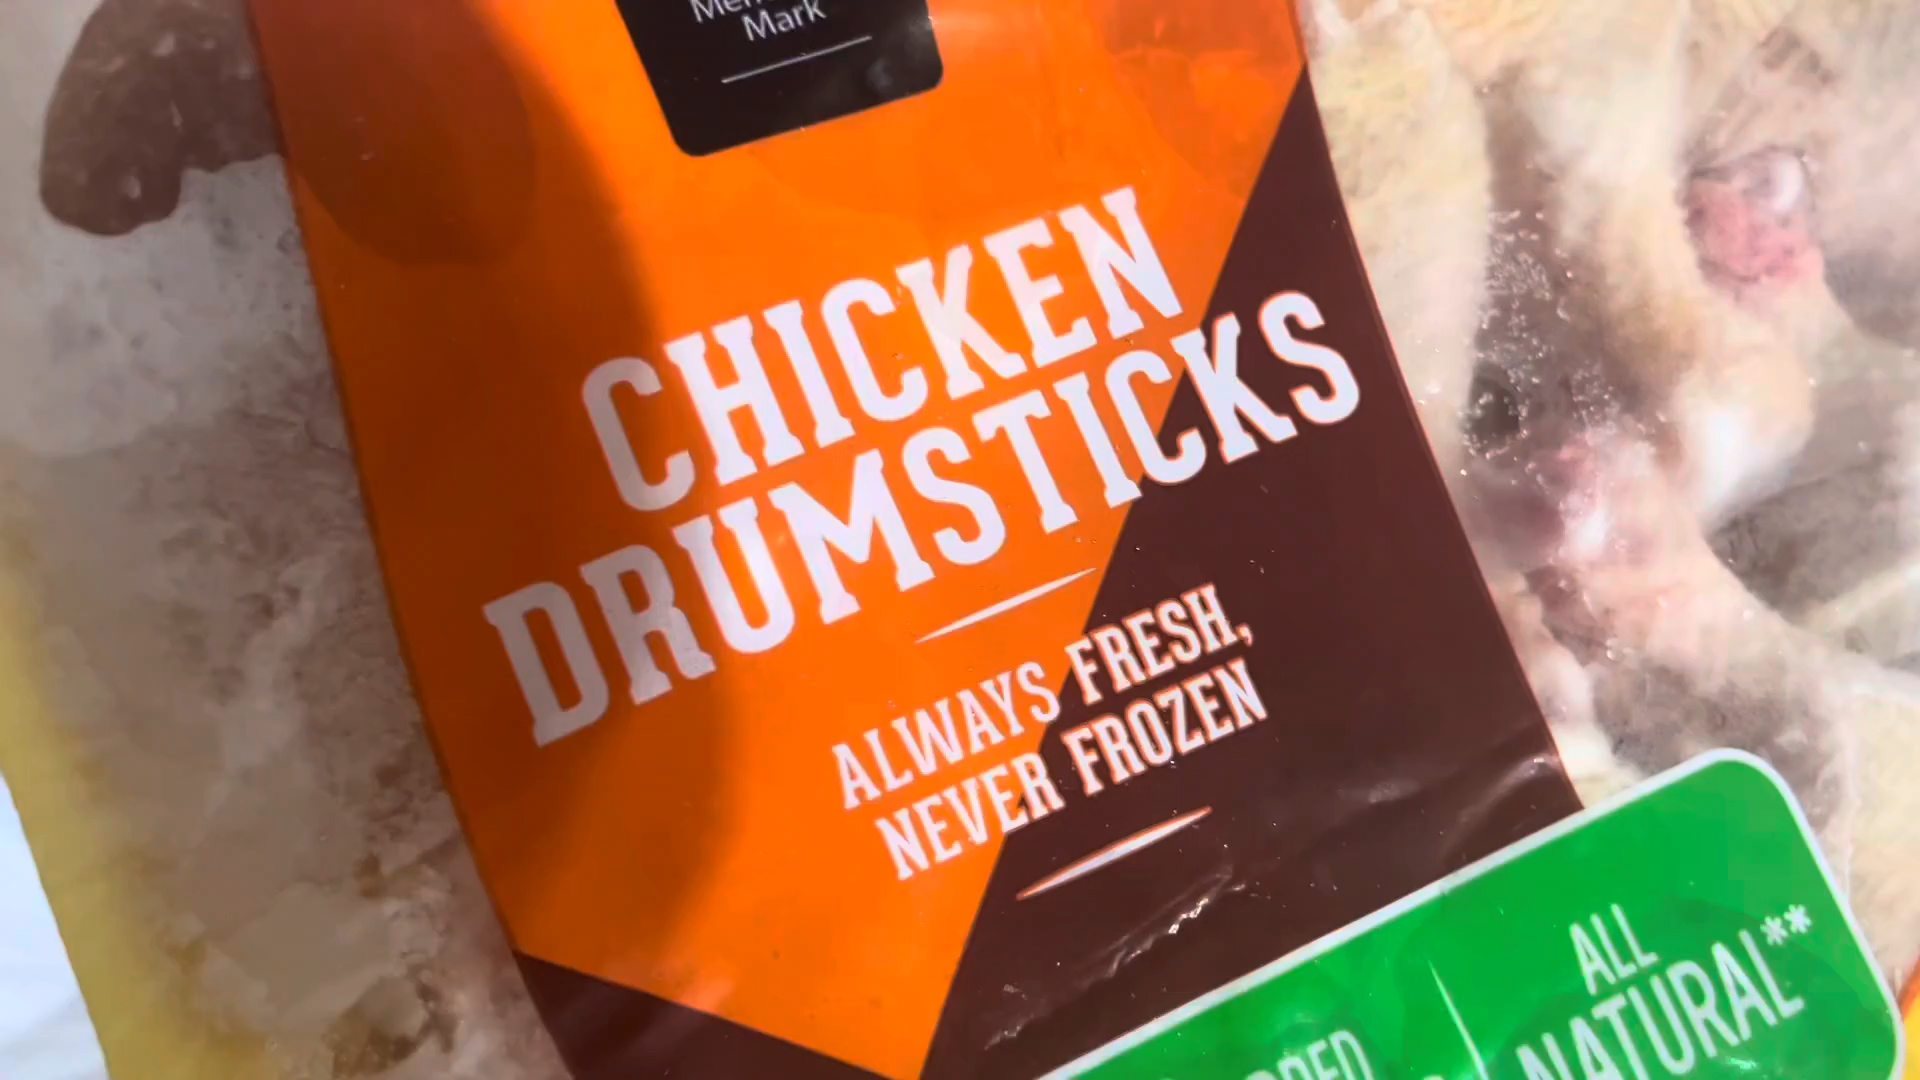 Mark
CHICKEN
DRUMSTICKS
ALWAYS FRESH,
NEVER FROZEN
ALL
NATURAL**